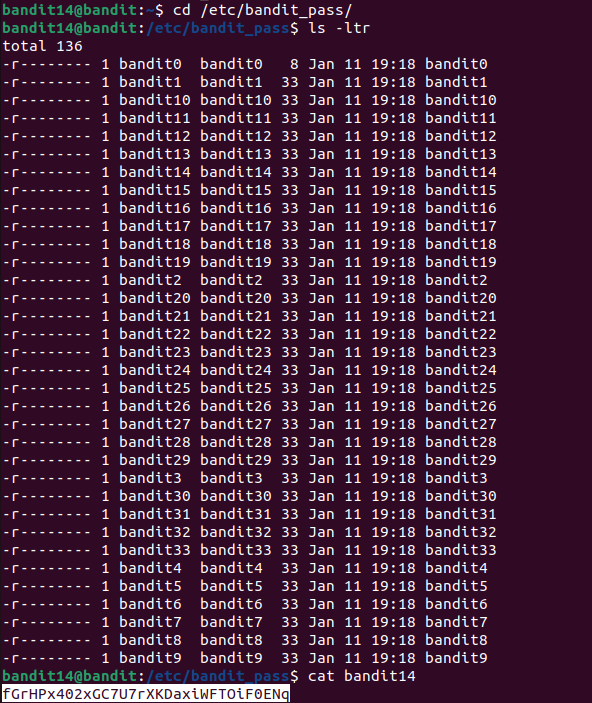 bandit14@bandit:~$ cd /etc/bandit_pass/
bandit14@bandit:/etc/bandit_pass$ ls -ltr
total 136
-r-------- 1 bandit0  bandit0   8 Jan 11 19:18 bandit0
-r-------- 1 bandit1  bandit1  33 Jan 11 19:18 bandit1
-r-------- 1 bandit10 bandit10 33 Jan 11 19:18 bandit10
-r-------- 1 bandit11 bandit11 33 Jan 11 19:18 bandit11
-r-------- 1 bandit12 bandit12 33 Jan 11 19:18 bandit12
-r-------- 1 bandit13 bandit13 33 Jan 11 19:18 bandit13
-r-------- 1 bandit14 bandit14 33 Jan 11 19:18 bandit14
-r-------- 1 bandit15 bandit15 33 Jan 11 19:18 bandit15
-r-------- 1 bandit16 bandit16 33 Jan 11 19:18 bandit16
-r-------- 1 bandit17 bandit17 33 Jan 11 19:18 bandit17
-r-------- 1 bandit18 bandit18 33 Jan 11 19:18 bandit18
-r-------- 1 bandit19 bandit19 33 Jan 11 19:18 bandit19
-r-------- 1 bandit2  bandit2  33 Jan 11 19:18 bandit2
-r-------- 1 bandit20 bandit20 33 Jan 11 19:18 bandit20
-r-------- 1 bandit21 bandit21 33 Jan 11 19:18 bandit21
-r-------- 1 bandit22 bandit22 33 Jan 11 19:18 bandit22
-r-------- 1 bandit23 bandit23 33 Jan 11 19:18 bandit23
-r-------- 1 bandit24 bandit24 33 Jan 11 19:18 bandit24
-r-------- 1 bandit25 bandit25 33 Jan 11 19:18 bandit25
-r-------- 1 bandit26 bandit26 33 Jan 11 19:18 bandit26
-r-------- 1 bandit27 bandit27 33 Jan 11 19:18 bandit27
-r-------- 1 bandit28 bandit28 33 Jan 11 19:18 bandit28
-r-------- 1 bandit29 bandit29 33 Jan 11 19:18 bandit29
-r-------- 1 bandit3  bandit3  33 Jan 11 19:18 bandit3
-r-------- 1 bandit30 bandit30 33 Jan 11 19:18 bandit30
-r-------- 1 bandit31 bandit31 33 Jan 11 19:18 bandit31
-r-------- 1 bandit32 bandit32 33 Jan 11 19:18 bandit32
-r-------- 1 bandit33 bandit33 33 Jan 11 19:18 bandit33
-r-------- 1 bandit4  bandit4  33 Jan 11 19:18 bandit4
-r-------- 1 bandit5  bandit5  33 Jan 11 19:18 bandit5
-r-------- 1 bandit6  bandit6  33 Jan 11 19:18 bandit6
-r-------- 1 bandit7  bandit7  33 Jan 11 19:18 bandit7
-r-------- 1 bandit8  bandit8  33 Jan 11 19:18 bandit8
-r-------- 1 bandit9  bandit9  33 Jan 11 19:18 bandit9
bandit14@bandit:/etc/bandit_pass$ cat bandit14
fGrHPx402xGC7U7rXKDaxiWFTOiF0ENq